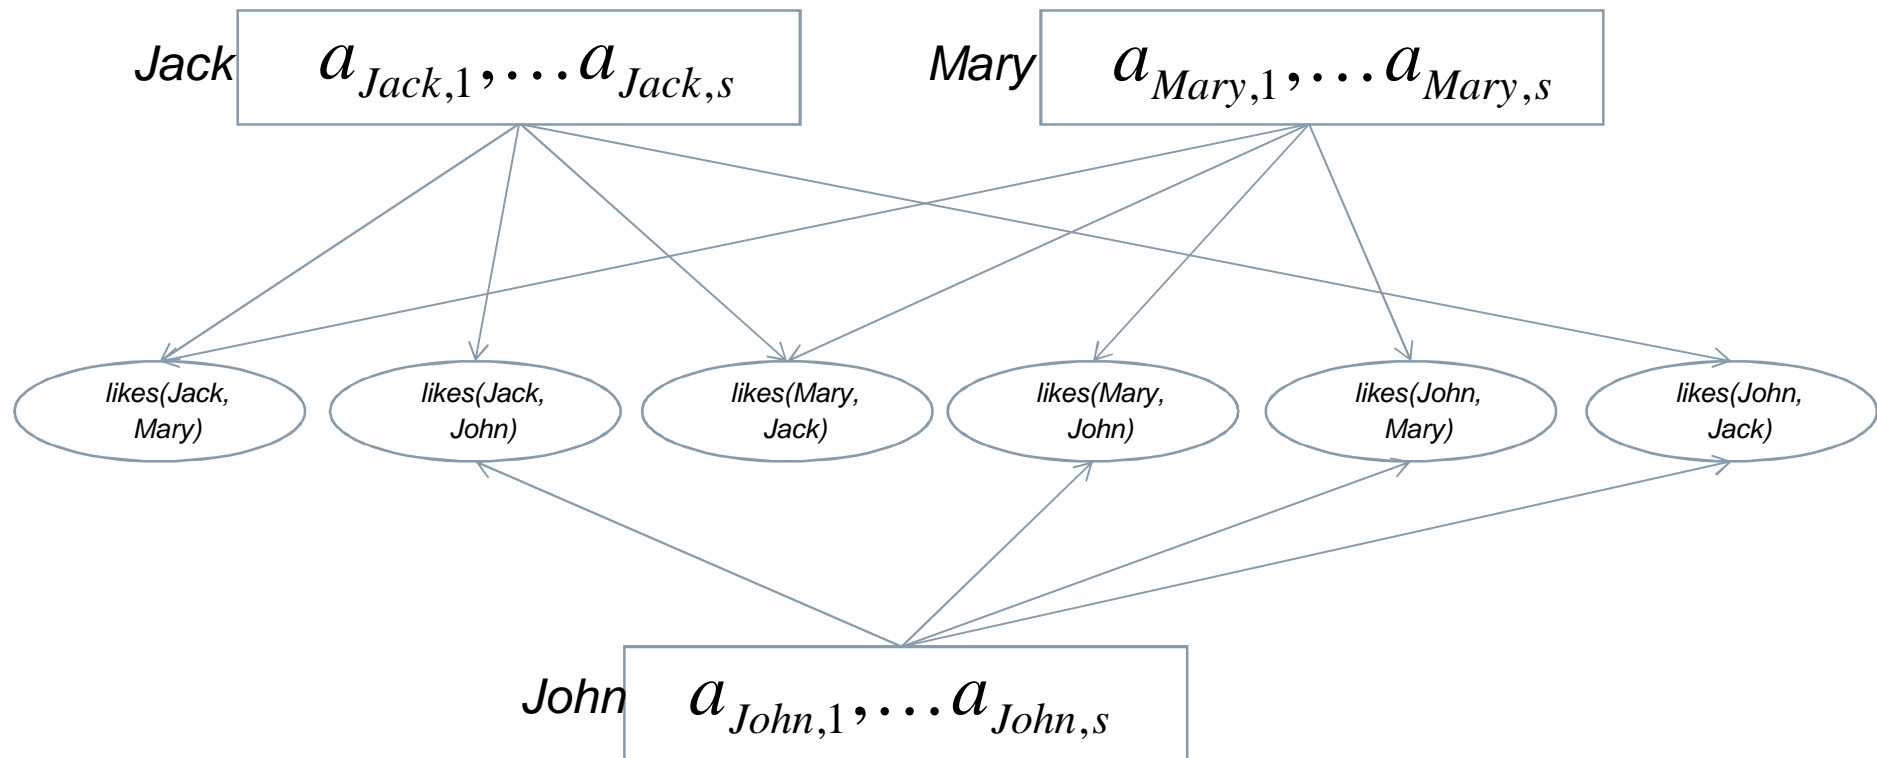 Jack a_{Jack,1},...a_{Jack,s} Mary a_{Mary,1},...a_{Mary,s}
likes(Jack,
Mary)
likes(Jack,
John)
likes(Mary,
Jack)
likes(Mary,
John)
likes(John,
Mary)
likes(John,
Jack)
John a_{John,1},...a_{John,s}